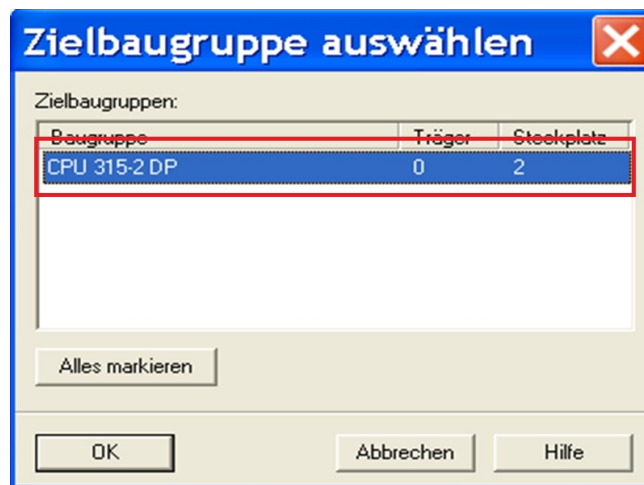 Zielbaugruppe auswählen
Zielbaugruppen:
Baugruppe Träger Steckplatz
CPU 315-2 DP 0 2
Alles markieren
OK Abbrechen Hilfe